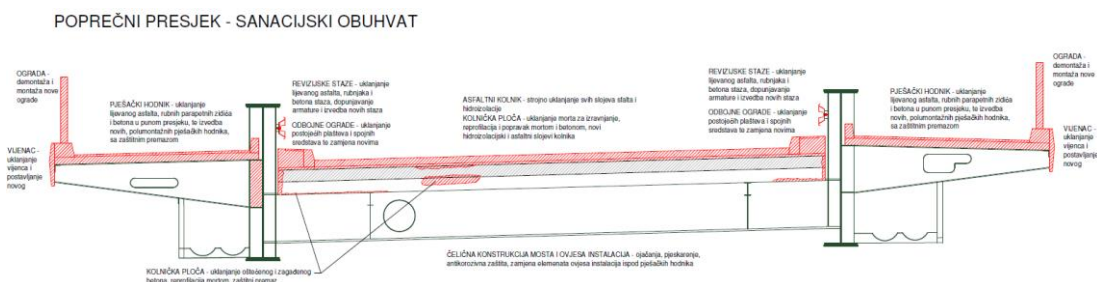 POPREČNI PRESJEK - SANACIJSKI OBUHVAT
OGRADA -
demontaža i
montaža nove
ograde
PJEŠAČKI HODNIK - uklanjanje
lijevanog asfalta, rubnih parapetnih zidića
i betona u punom presjeku, te izvedba
novih, polumontažnih pješačkih hodnika,
sa zaštitnim premazom
VIJENAC -
uklanjanje
vijenca i
postavljanje
novog
REVIZIJSKE STAZE - uklanjanje
lijevanog asfalta, rubnjaka i
betona staza, dopunjavanje
armature i izvedba novih staza
ODBOJNE OGRADE - uklanjanje
postojećih plašteva i spojnih
sredstava te zamjena novima
ASFALTNI KOLNIK - strojno uklanjanje svih slojeva
hidroizolacije
KOLNIČKA PLOČA - uklanjanje morta za izravnjanje,
reprofilacija i popravak mortom i betonom, novi
hidroizolacijski i asfaltni slojevi kolnika
REVIZIJSKE STAZE - uklanjanje
lijevanog asfalta, rubnjaka i
betona staza, dopunjavanje
armature i izvedba novih staza
ODBOJNE OGRADE - uklanjanje
postojećih plašteva i spojnih
sredstava te zamjena novima
OGRADA -
demontaža i
montaža nove
ograde
PJEŠAČKI HODNIK - uklanjanje
lijevanog asfalta, rubnih parapetnih zidića
i betona u punom presjeku, te izvedba
novih, polumontažnih pješačkih hodnika,
sa zaštitnim premazom
VIJENAC -
uklanjanje
vijenca i
postavljanje
novog
KOLNIČKA PLOČA - uklanjanje oštećenog i zagađenog
betona, reprofilacija mortom, zaštitni premaz
ČELIČNA KONSTRUKCIJA MOSTA I OVJESA INSTALACIJA - ojačanja, pjeskarenje,
antikorozivna zaštita, zamjena elemenata ovjesa instalacija ispod pješačkih hodnika